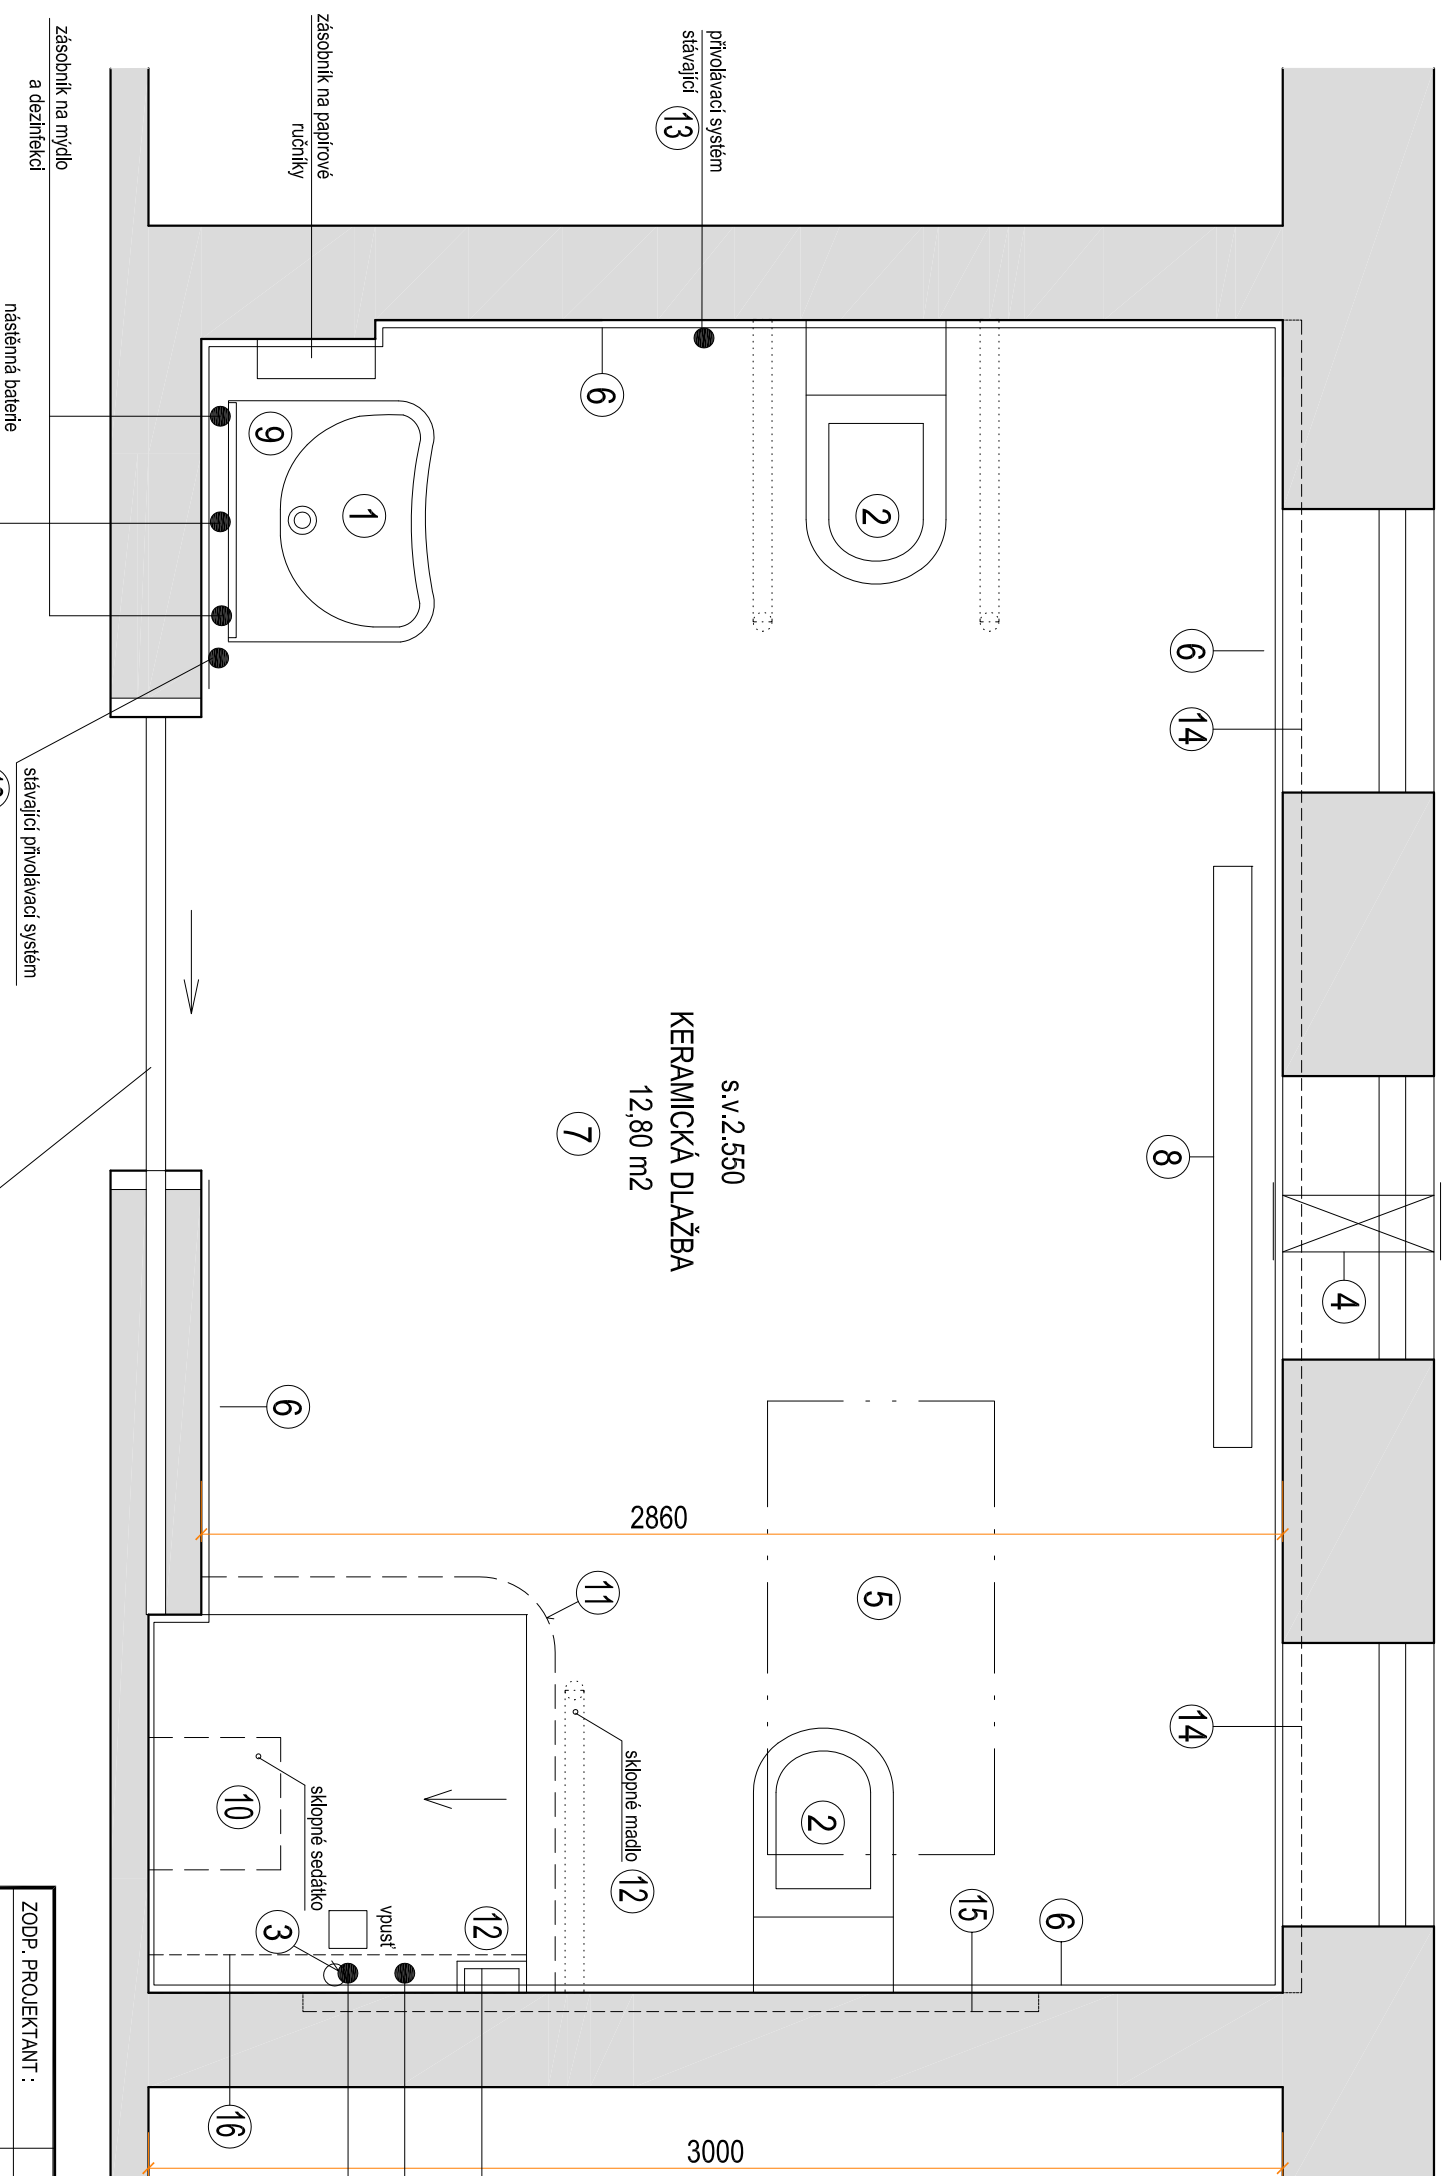 přivolávací systém
stávající
13
zásobník na papírové
ručníky
zásobník na mýdlo
a dezinfekci
nástěnná baterie
stávající přivolávací systém
6
9
1
2
6
14
8
4
s.v.2.550
KERAMICKÁ DLAŽBA
12,80 m2
7
6
2860
11
5
14
sklopné madlo
12
2
15
6
sklopné sedátko
10
vpusť
3
12
16
3000
ZODP. PROJEKTANT :